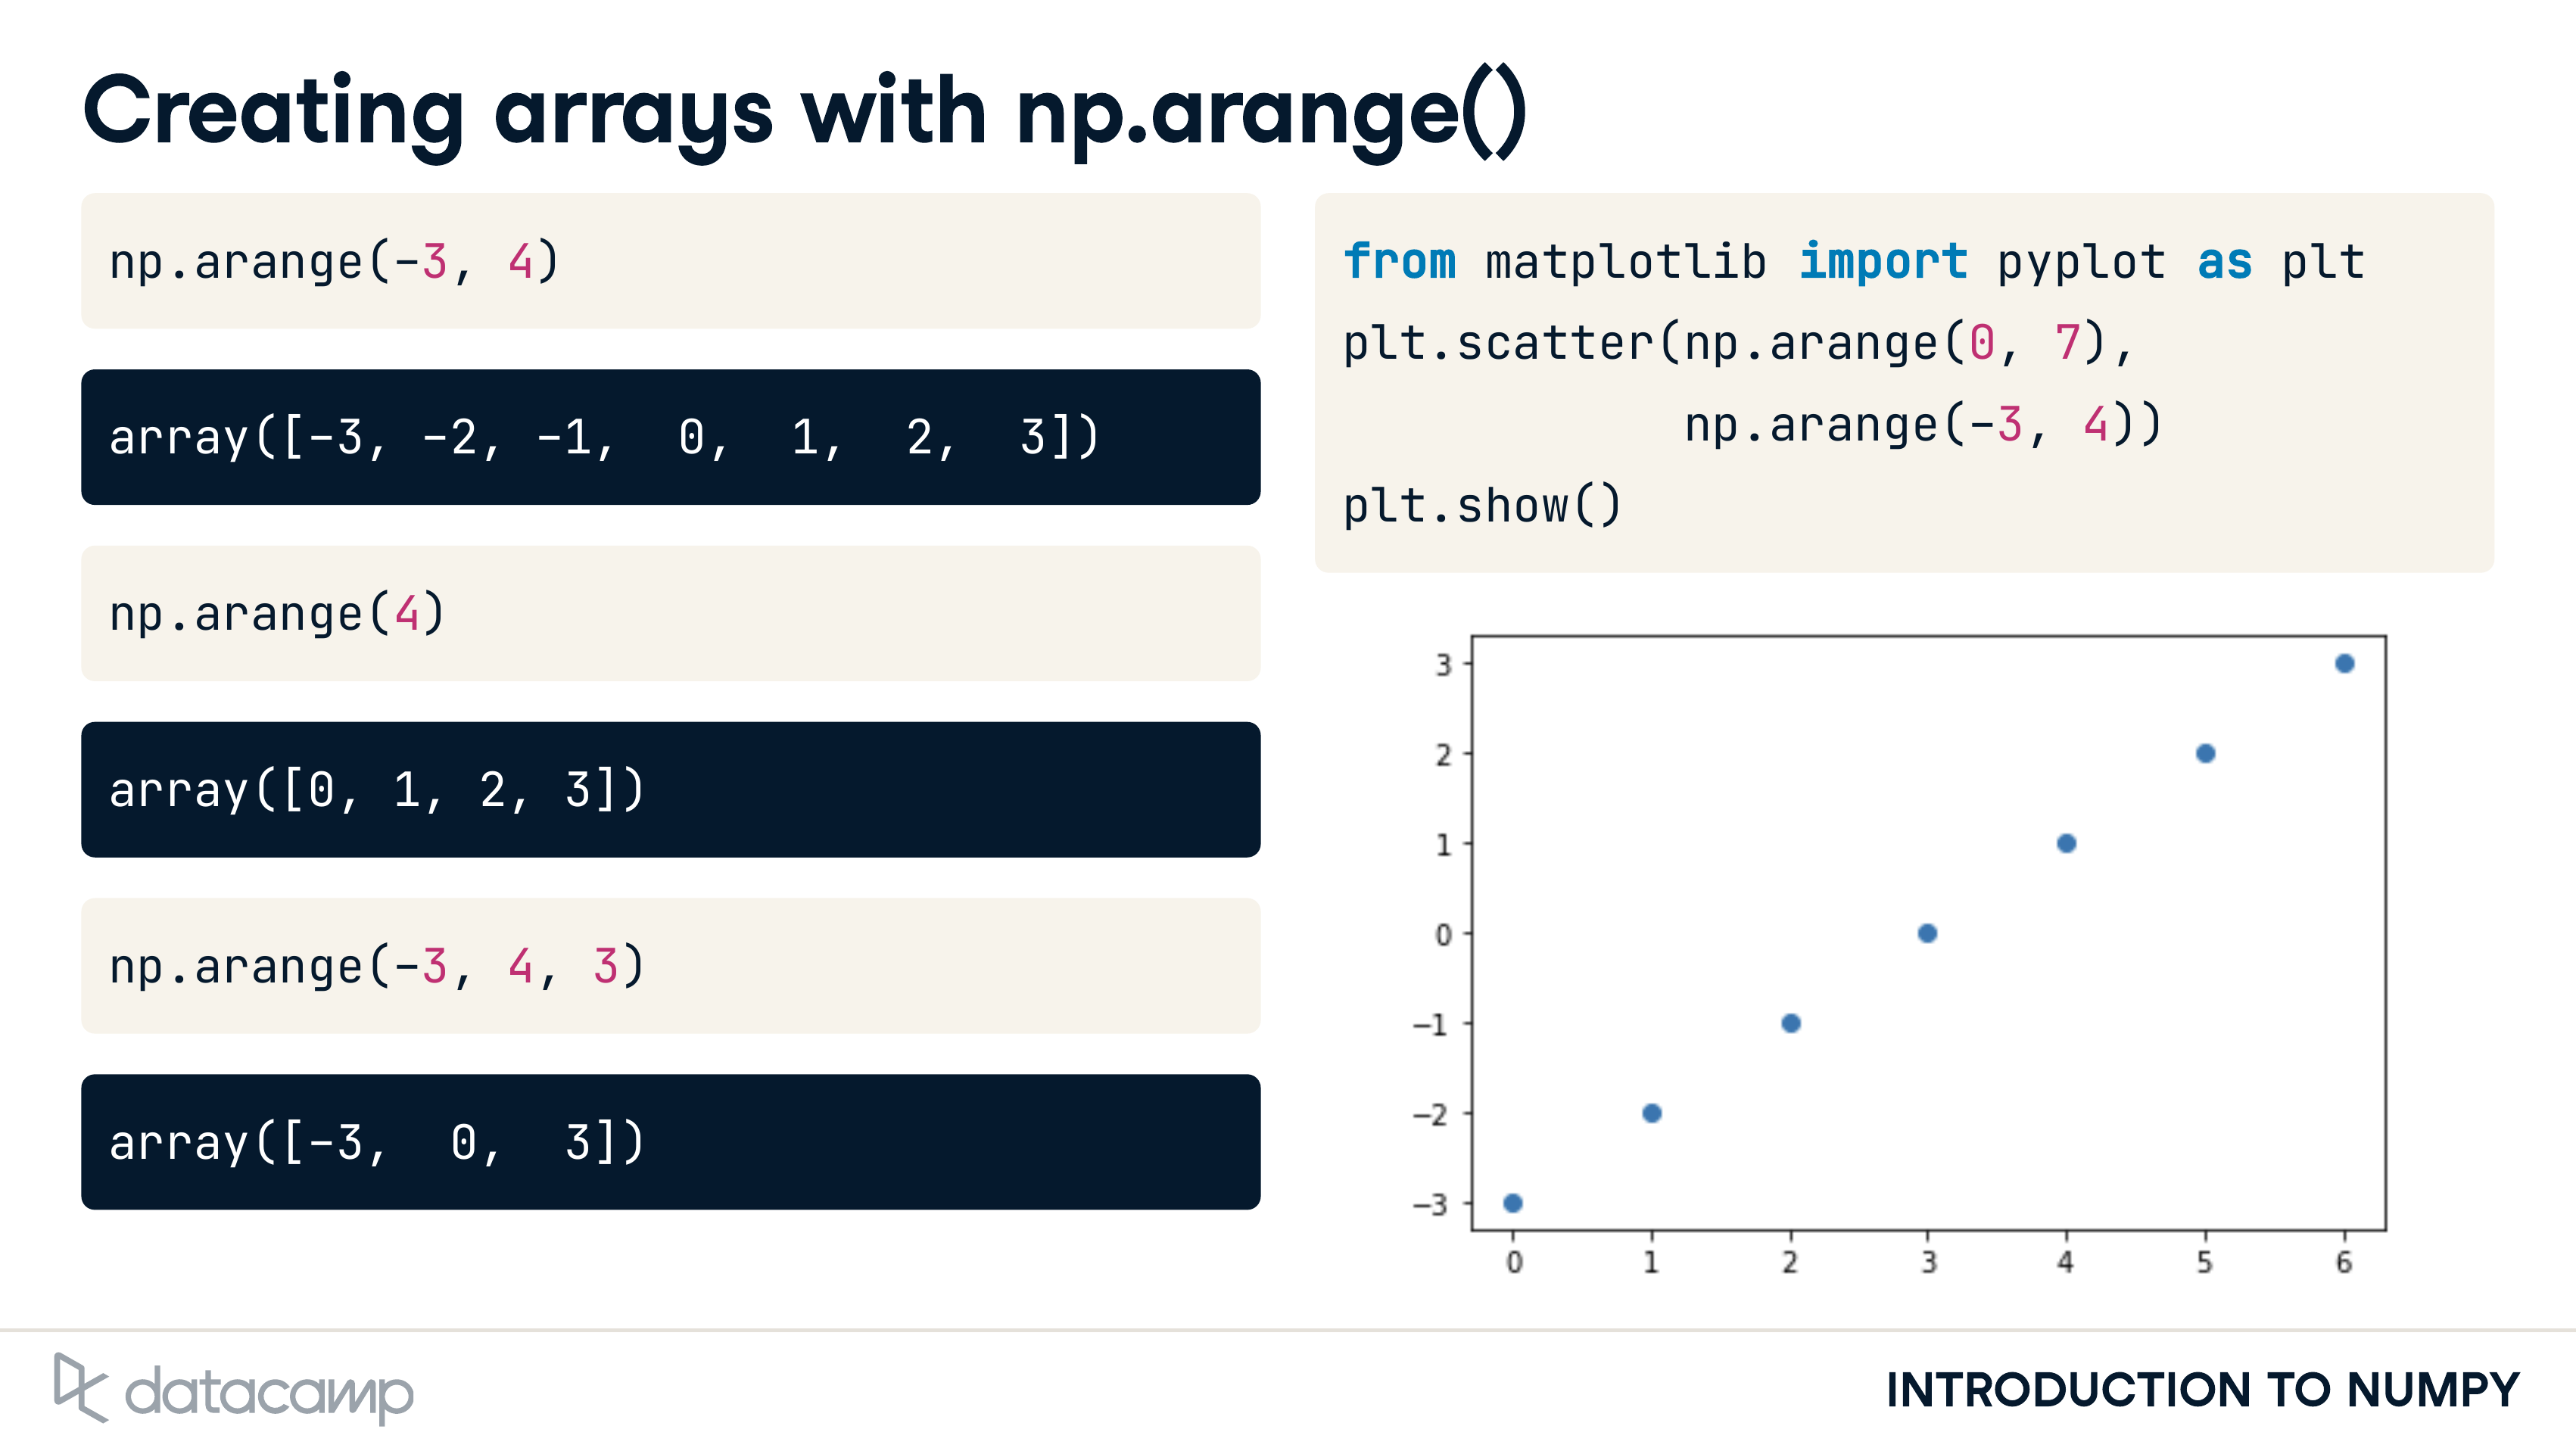 Creating arrays with np.arange()
np.arange(-3, 4)
array([-3, -2, -1,  0,  1,  2,  3])
np.arange(4)
array([0, 1, 2, 3])
np.arange(-3, 4, 3)
array([-3,  0,  3])
from matplotlib import pyplot as plt
plt.scatter(np.arange(0, 7),
            np.arange(-3, 4))
plt.show()
3
2
1
0
−1
−2
−3
0 1 2 3 4 5 6
datacamp
INTRODUCTION TO NUMPY